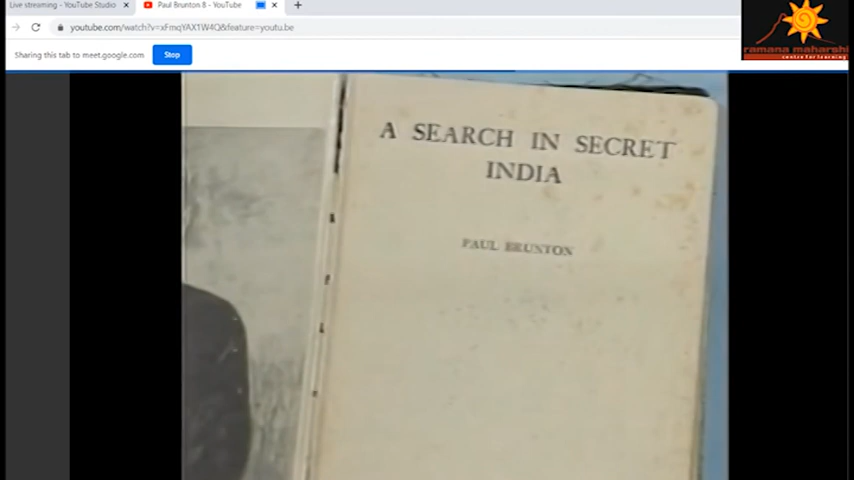 Live streaming - YouTube Studio
Paul Brunton 8 - YouTube
youtube.com/watch?v=xFmqYAX1W4Q&feature=youtu.be
Sharing this tab to meet.google.com
Stop
ramana maharshi
centre for learning
A SEARCH IN SECRET
INDIA
PAUL BRUNTON